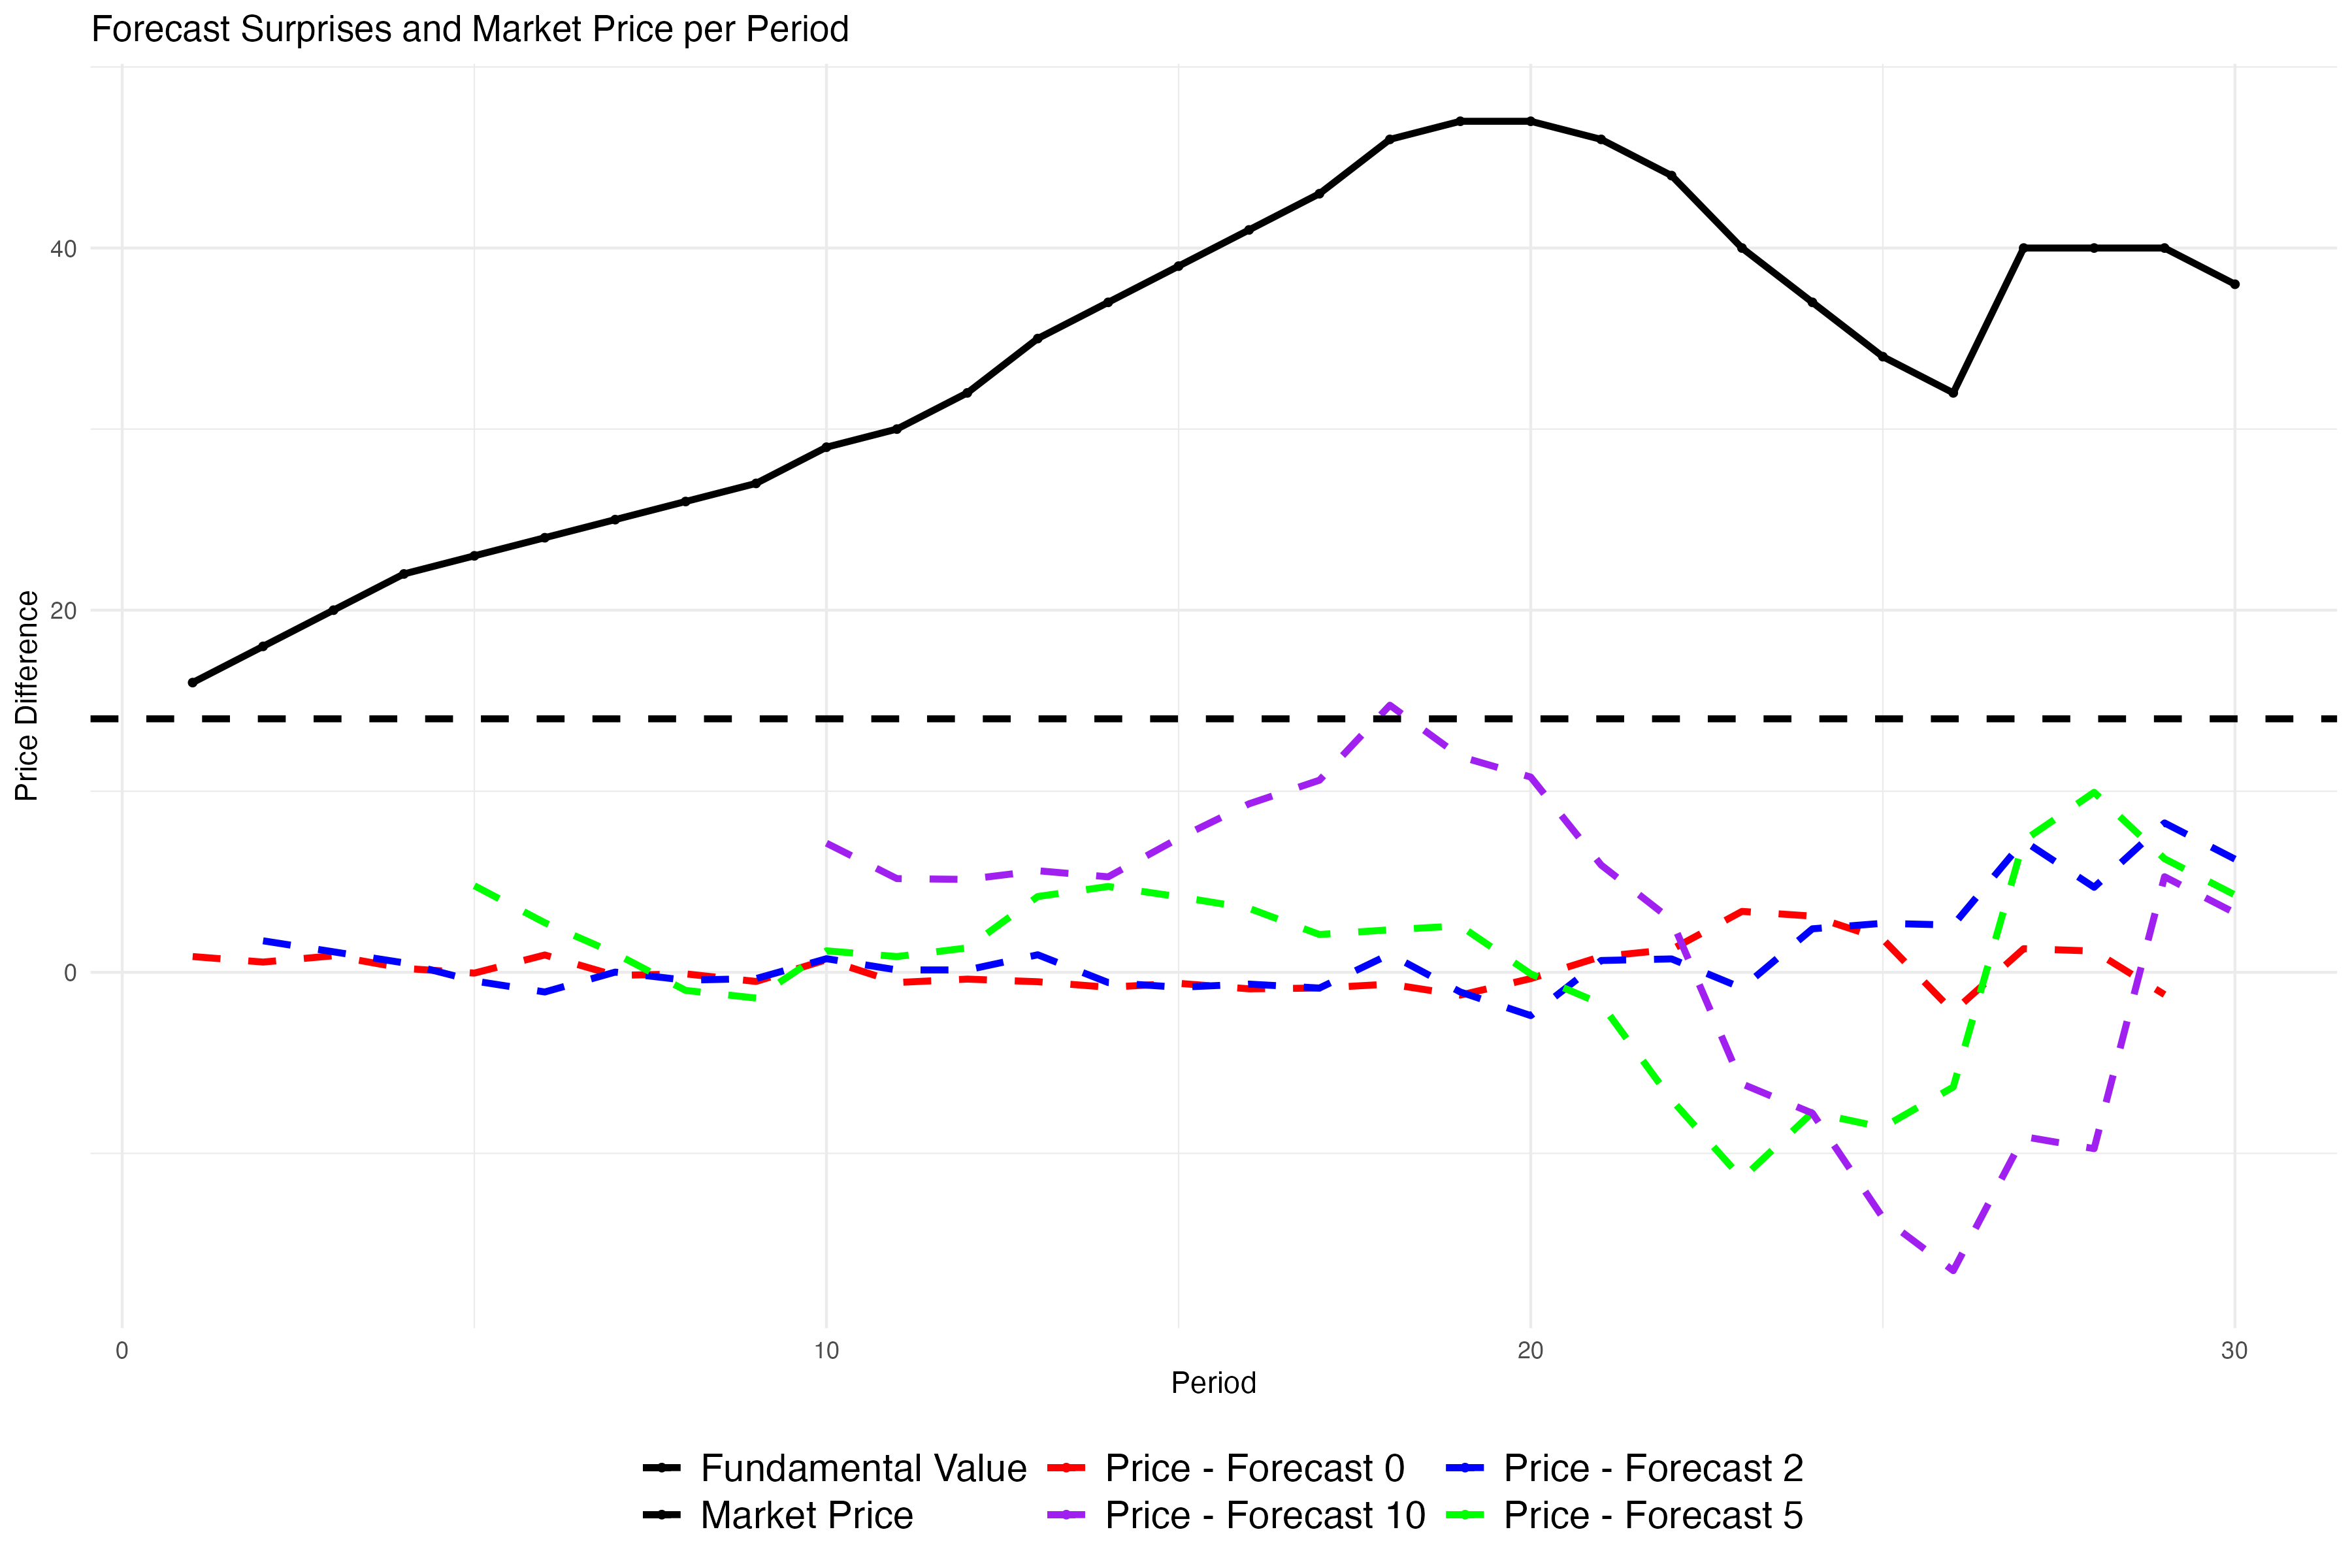 Forecast Surprises and Market Price per Period
Price Difference
40
20
0
0
10
20
30
Period
Fundamental Value
Price - Forecast 0
Price - Forecast 2
Market Price
Price - Forecast 10
Price - Forecast 5